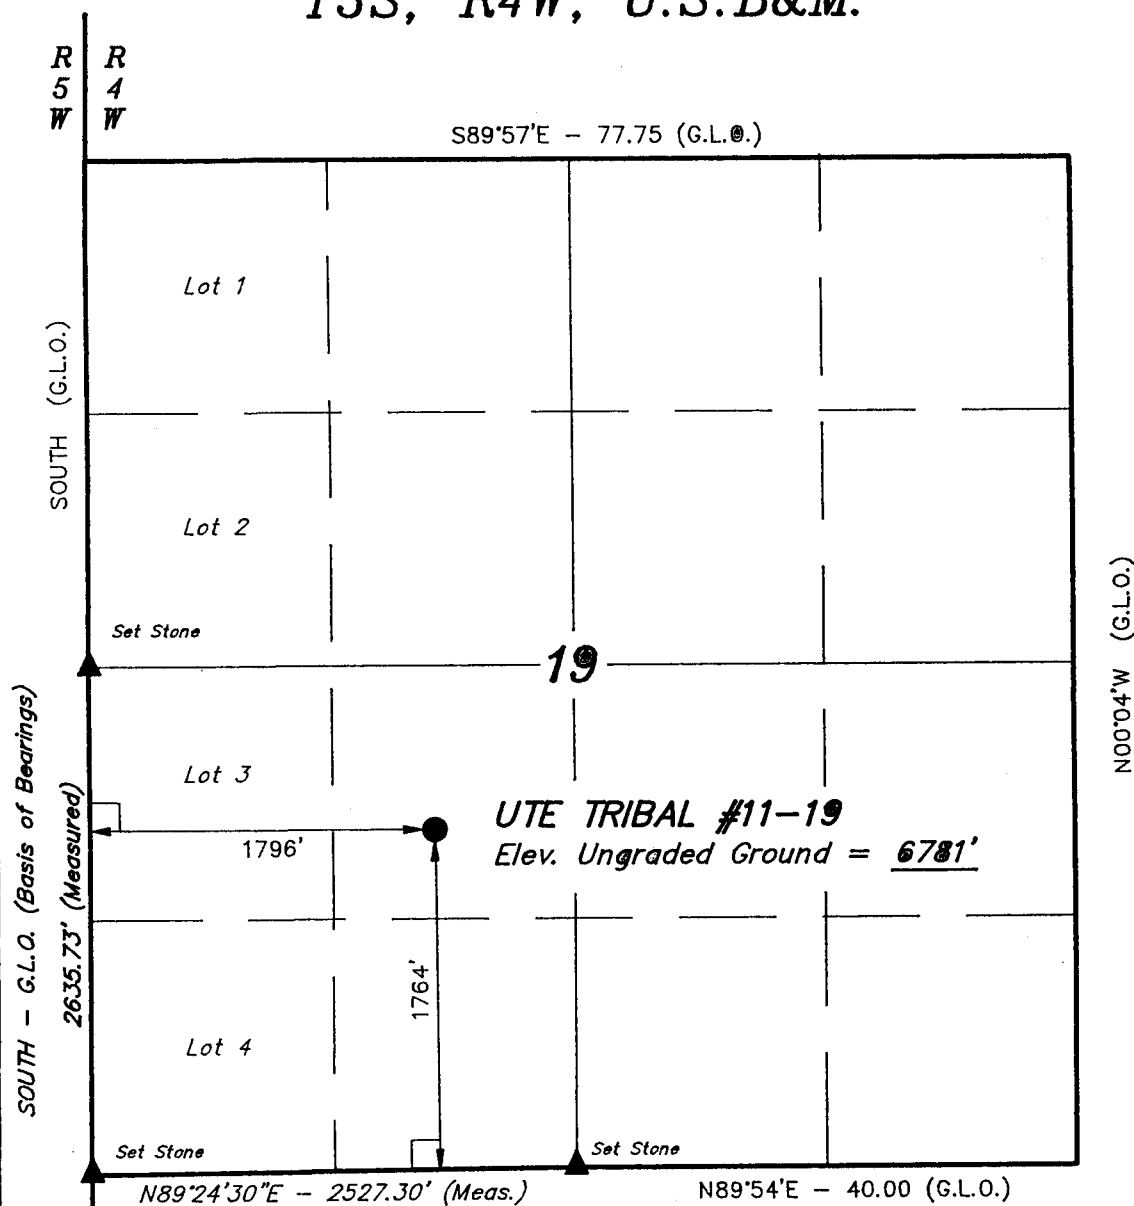 T5S, R4W, U.S.B.&M.
R R
5 4
W W
S89°57'E – 77.75 (G.L.O.)
Lot 1
SOUTH (G.L.O.)
Lot 2
Set Stone
19
N00°04'W (G.L.O.)
SOUTH – G.L.O. (Basis of Bearings)
2635.73' (Measured)
Lot 3
1796'
UTE TRIBAL #11–19
Elev. Ungraded Ground = 6781'
1764'
Lot 4
Set Stone
Set Stone
N89°24'30"E – 2527.30' (Meas.)
N89°54'E – 40.00 (G.L.O.)